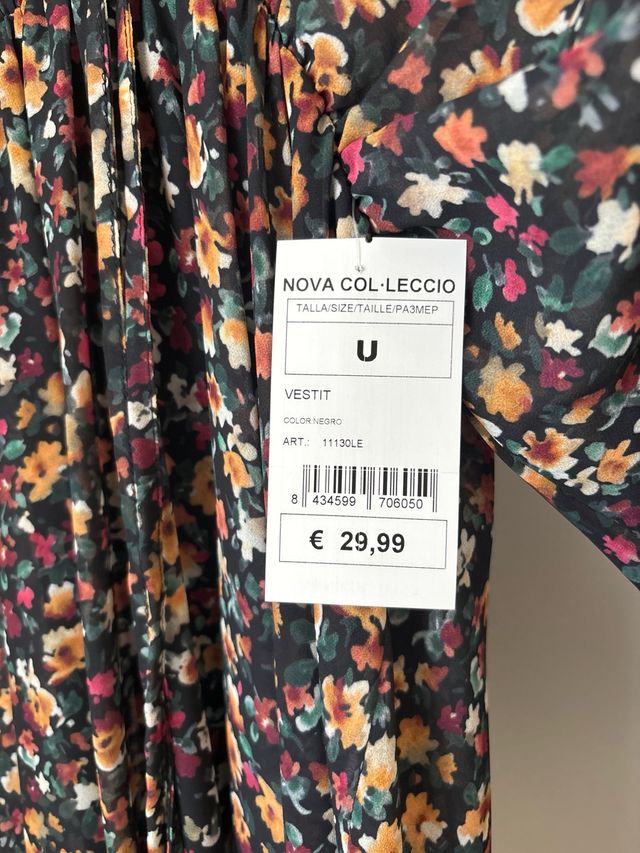 NOVA COL·LECCIO
TALLA/SIZE/TAILLE/PA3MEP
U
VESTIT
COLOR:NEGRO
ART.: 11130LE
8 434599 706050
€ 29,99